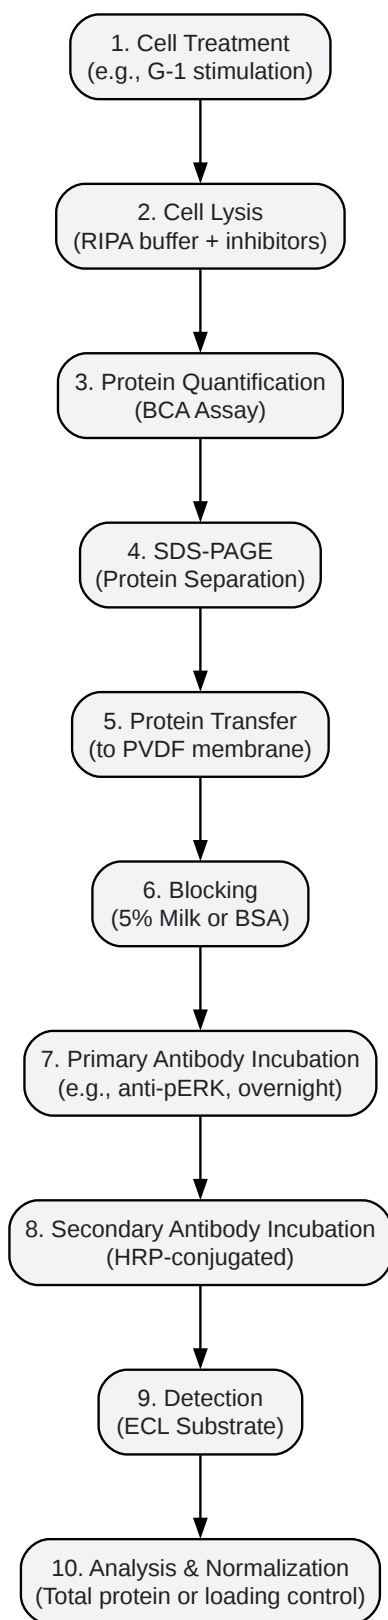 1. Cell Treatment
(e.g., G-1 stimulation)
2. Cell Lysis
(RIPA buffer + inhibitors)
3. Protein Quantification
(BCA Assay)
4. SDS-PAGE
(Protein Separation)
5. Protein Transfer
(to PVDF membrane)
6. Blocking
(5% Milk or BSA)
7. Primary Antibody Incubation
(e.g., anti-pERK, overnight)
8. Secondary Antibody Incubation
(HRP-conjugated)
9. Detection
(ECL Substrate)
10. Analysis & Normalization
(Total protein or loading control)